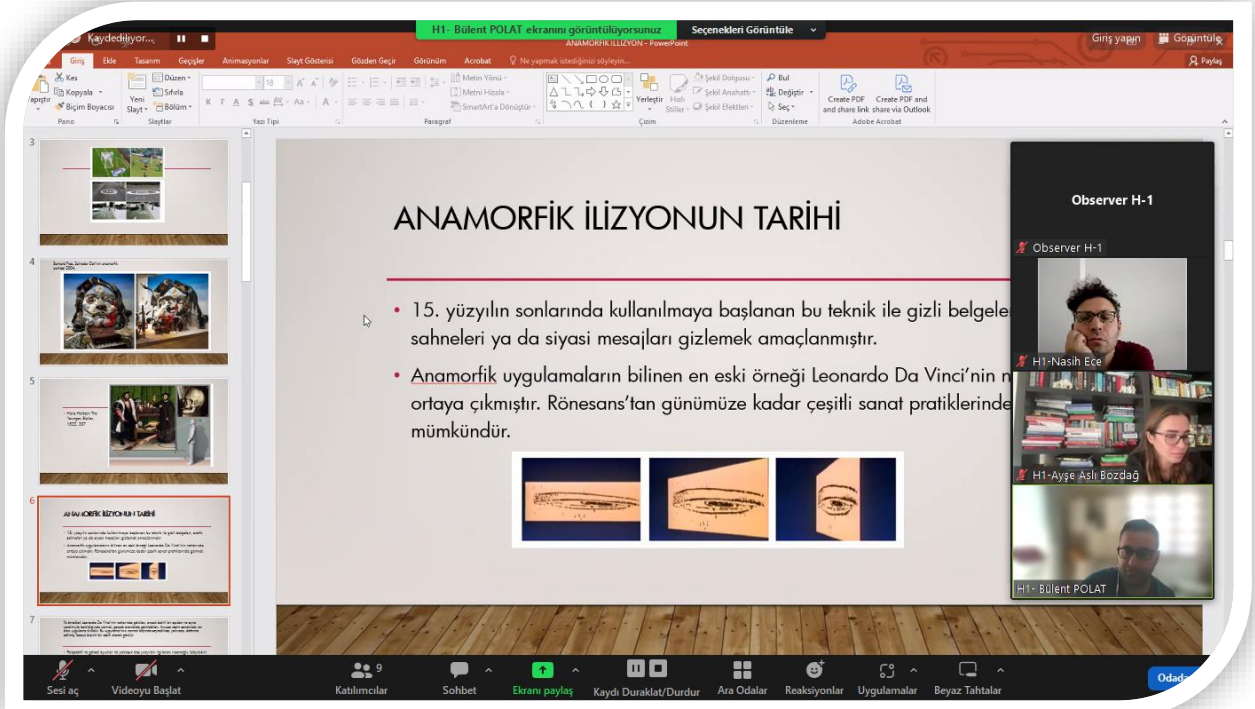 Kaydediliyor...
H1- Bülent POLAT ekranını görüntülüyorsunuz
Seçenekleri Görüntüle
ANAMORFİK İLLİZYON - PowerPoint
Giriş yapın
Görüntüle
Giriş Ekle Tasarım Geçişler Animasyonlar Slayt Gösterisi Gözden Geçir Görünüm Acrobat Ne yapmak istediğinizi söyleyin...
Paylaş
Kes
Kopyala
Biçim Boyacısı
Pano
Yeni
Slayt
Düzen
Sıfırla
Bölüm
Slaytlar
18
Yazı Tipi
Metin Yönü
Metni Hizala
SmartArt'a Dönüştür
Paragraf
Yerleştir
Hızlı
Stiller
Şekil Dolgusu
Şekil Anahattı
Şekil Efektleri
Çizim
Bul
Değiştir
Seç
Düzenleme
Create PDF
and share link
Create PDF and
share via Outlook
Adobe Acrobat
3
4
5
6
7
ANAMORFİK İLİZYONUN TARİHİ
• 15. yüzyılın sonlarında kullanılmaya başlanan bu teknik ile gizli
sahneleri ya da siyasi mesajları gizlemek amaçlanmıştır.
• Anamorfik uygulamaların bilinen en eski örneği Leonardo Da Vinci'nin
ortaya çıkmıştır. Rönesans'tan günümüze kadar çeşitli sanat pratiklerinde
mümkündür.
Observer H-1
Observer H-1
H1-Nasih Ece
H1-Ayşe Aslı Bozdağ
H1- Bülent POLAT
Sesi aç
Videoyu Başlat
9
Katılımcılar
Sohbet
Ekranı paylaş
Kaydı Duraklat/Durdur
Ara Odalar
Reaksiyonlar
Uygulamalar
Beyaz Tahtalar